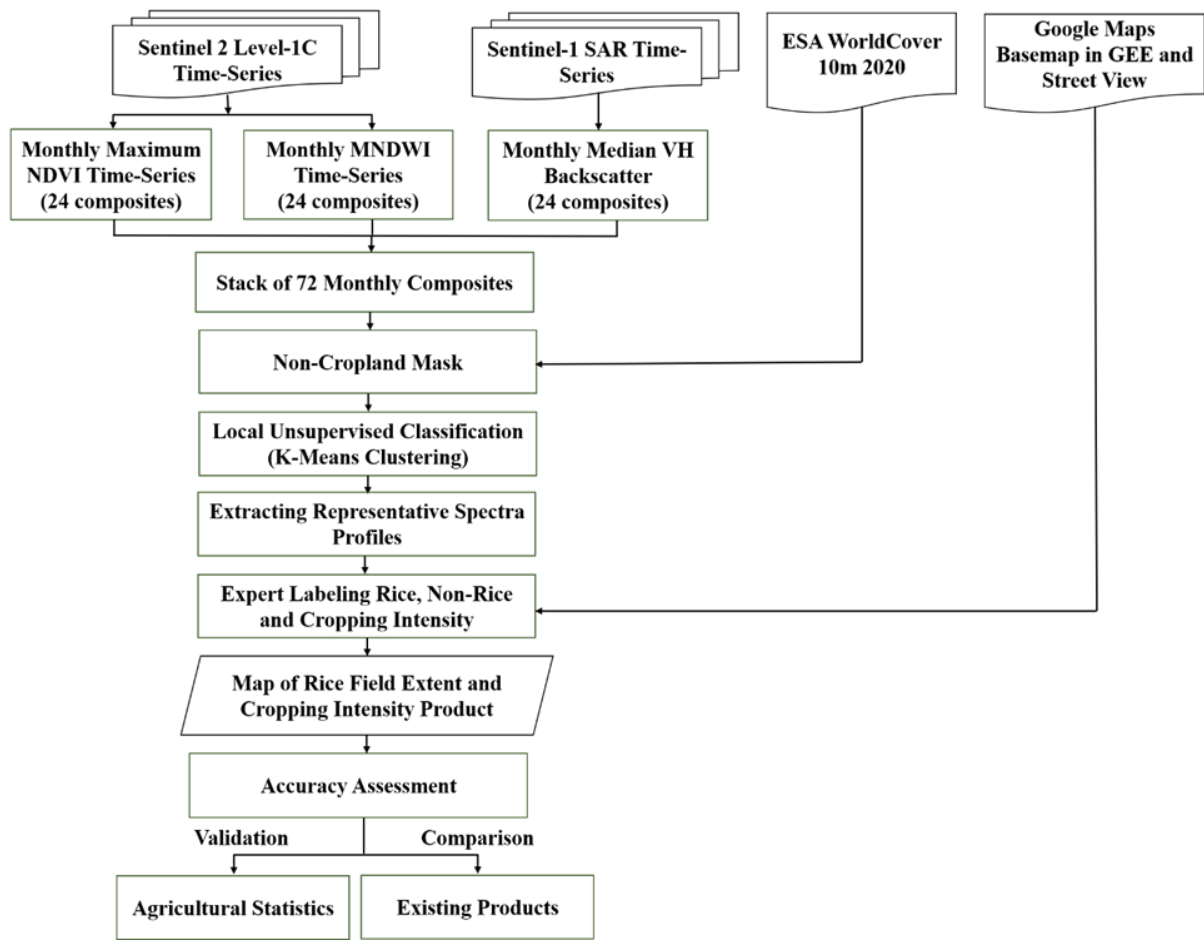 Sentinel 2 Level-1C
Time-Series
Sentinel-1 SAR Time-
Series
ESA WorldCover
10m 2020
Google Maps
Basemap in GEE and
Street View
Monthly Maximum
NDVI Time-Series
(24 composites)
Monthly MNDWI
Time-Series
(24 composites)
Monthly Median VH
Backscatter
(24 composites)
Stack of 72 Monthly Composites
Non-Cropland Mask
Local Unsupervised Classification
(K-Means Clustering)
Extracting Representative Spectra
Profiles
Expert Labeling Rice, Non-Rice
and Cropping Intensity
Map of Rice Field Extent and
Cropping Intensity Product
Accuracy Assessment
Validation
Comparison
Agricultural Statistics
Existing Products